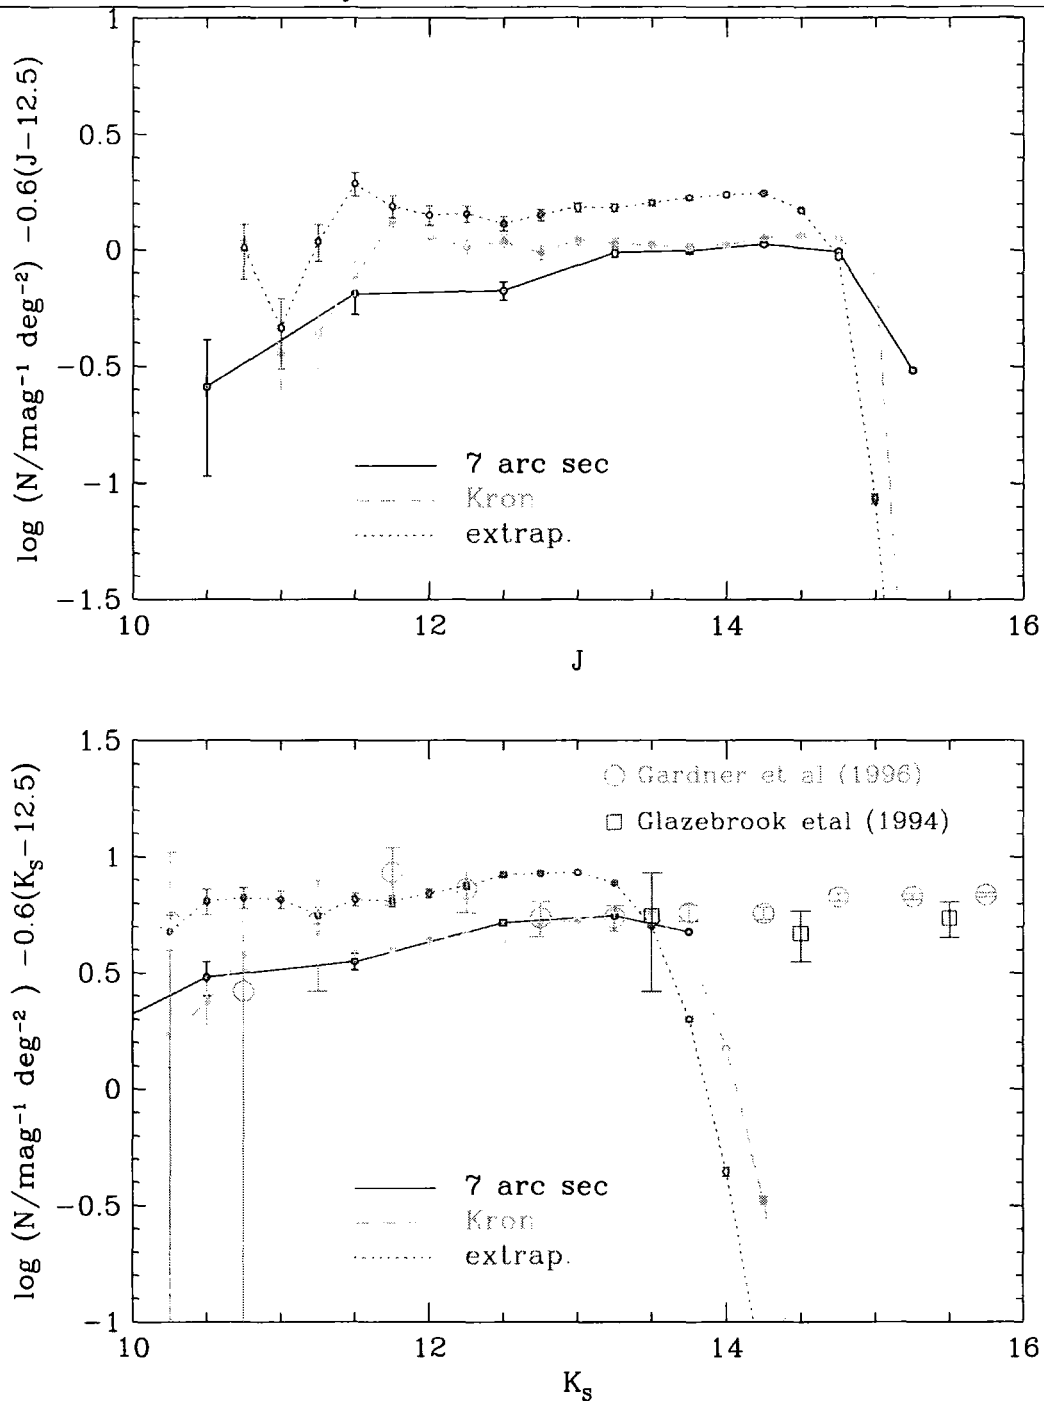 1
0.5
0
−0.5
−1
−1.5
log (N/mag⁻¹ deg⁻²) −0.6(J−12.5)
7 arc sec
Kron
extrap.
10
12
14
16
J
1.5
1
0.5
0
−0.5
−1
log (N/mag⁻¹ deg⁻² ) −0.6(K_S−12.5)
Gardner et al (1996)
Glazebrook etal (1994)
7 arc sec
Kron
extrap.
10
12
14
16
K_S